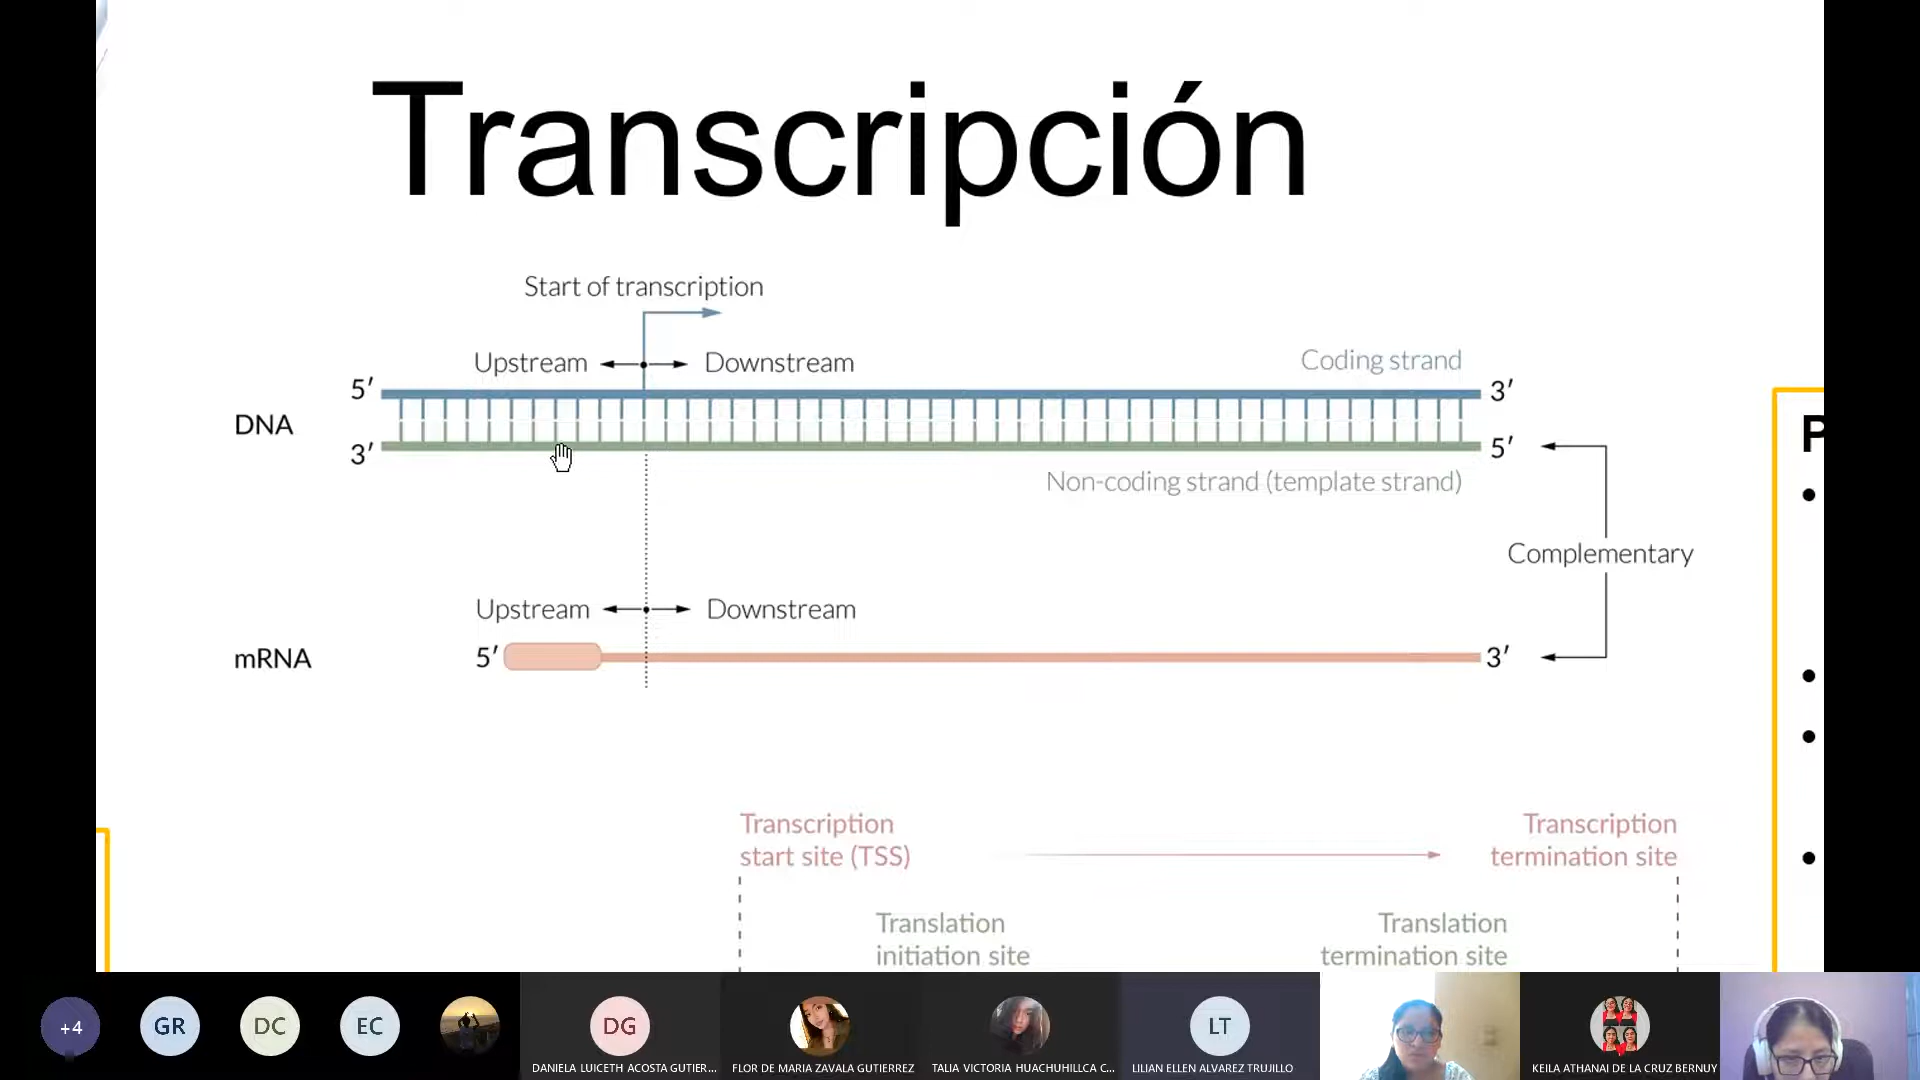 Transcripción
Start of transcription
Upstream
Downstream
Coding strand
5′
3′
DNA
3′
5′
Non-coding strand (template strand)
Complementary
Upstream
Downstream
mRNA
5′
3′
P
•
•
•
•
Transcription
start site (TSS)
Transcription
termination site
Translation
initiation site
Translation
termination site
+4
GR
DC
EC
DG
LT
DANIELA LUICETH ACOSTA GUTIER...
FLOR DE MARIA ZAVALA GUTIERREZ
TALIA VICTORIA HUACHUHILLCA C...
LILIAN ELLEN ALVAREZ TRUJILLO
KEILA ATHANAI DE LA CRUZ BERNUY